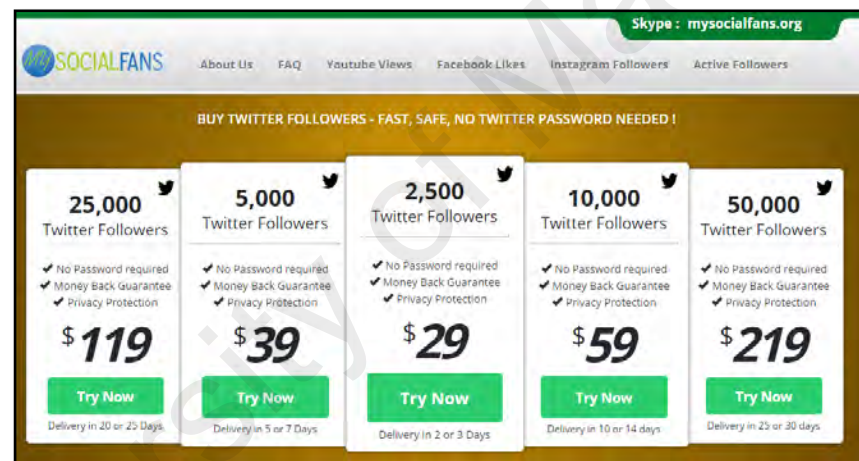 Skype : mysocialfans.org
My SOCIALFANS
About Us FAQ Youtube Views Facebook Likes Instagram Followers Active Followers
BUY TWITTER FOLLOWERS - FAST, SAFE, NO TWITTER PASSWORD NEEDED !
25,000
Twitter Followers
✔ No Password required
✔ Money Back Guarantee
✔ Privacy Protection
$119
Try Now
Delivery in 20 or 25 Days
5,000
Twitter Followers
✔ No Password required
✔ Money Back Guarantee
✔ Privacy Protection
$39
Try Now
Delivery in 5 or 7 Days
2,500
Twitter Followers
✔ No Password required
✔ Money Back Guarantee
✔ Privacy Protection
$29
Try Now
Delivery in 2 or 3 Days
10,000
Twitter Followers
✔ No Password required
✔ Money Back Guarantee
✔ Privacy Protection
$59
Try Now
Delivery in 10 or 14 days
50,000
Twitter Followers
✔ No Password required
✔ Money Back Guarantee
✔ Privacy Protection
$219
Try Now
Delivery in 25 or 30 days